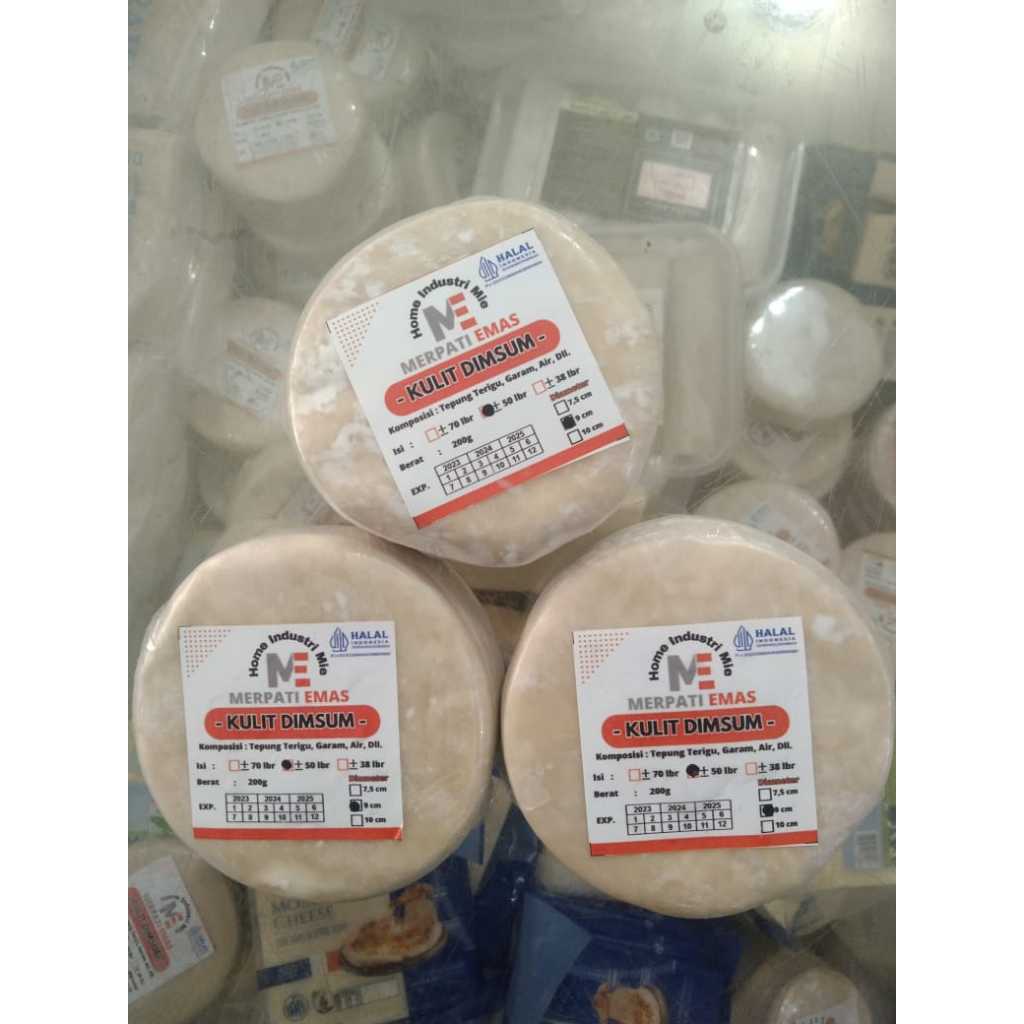 HALAL
INDONESIA
Home Industri Mie
ME
MERPATI EMAS
- KULIT DIMSUM -
Komposisi : Tepung Terigu, Garam, Air, Dll.
Isi : ± 70 lbr ± 50 lbr ± 38 lbr
Diameter
Berat : 200g 7,5 cm
9 cm
10 cm
EXP. 2023 2024 2025
1 2 3 4 5 6
7 8 9 10 11 12
HALAL
INDONESIA
Home Industri Mie
ME
MERPATI EMAS
- KULIT DIMSUM -
Komposisi : Tepung Terigu, Garam, Air, Dll.
Isi : ± 70 lbr ± 50 lbr ± 38 lbr
Diameter
Berat : 200g 7,5 cm
9 cm
10 cm
EXP. 2023 2024 2025
1 2 3 4 5 6
7 8 9 10 11 12
HALAL
INDONESIA
Home Industri Mie
ME
MERPATI EMAS
- KULIT DIMSUM -
Komposisi : Tepung Terigu, Garam, Air, Dll.
Isi : ± 70 lbr ± 50 lbr ± 38 lbr
Diameter
Berat : 200g 7,5 cm
9 cm
10 cm
EXP. 2023 2024 2025
1 2 3 4 5 6
7 8 9 10 11 12
CHEESE